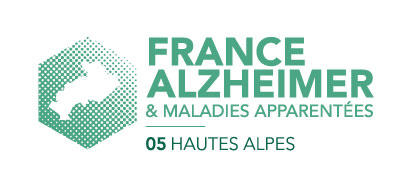 FRANCE
ALZHEIMER
& MALADIES APPARENTÉES
05 HAUTES ALPES